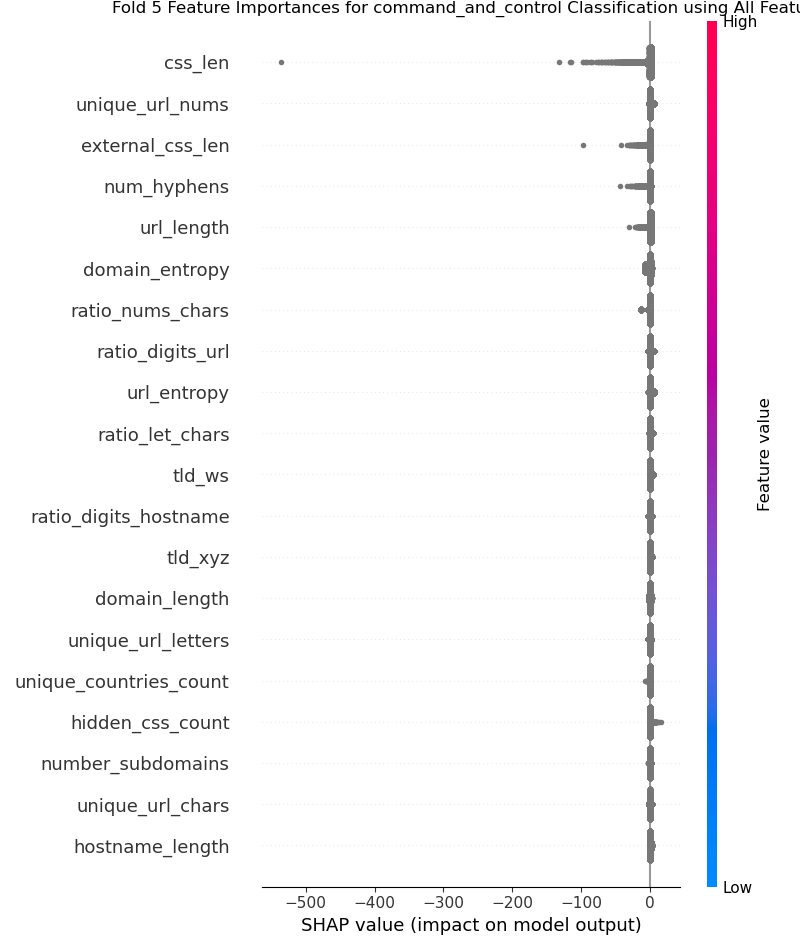 Fold 5 Feature Importances for command_and_control Classification using All Featu
High
css_len
unique_url_nums
external_css_len
num_hyphens
url_length
domain_entropy
ratio_nums_chars
ratio_digits_url
url_entropy
ratio_let_chars
tld_ws
ratio_digits_hostname
tld_xyz
domain_length
unique_url_letters
unique_countries_count
hidden_css_count
number_subdomains
unique_url_chars
hostname_length
Feature value
Low
−500 −400 −300 −200 −100 0
SHAP value (impact on model output)